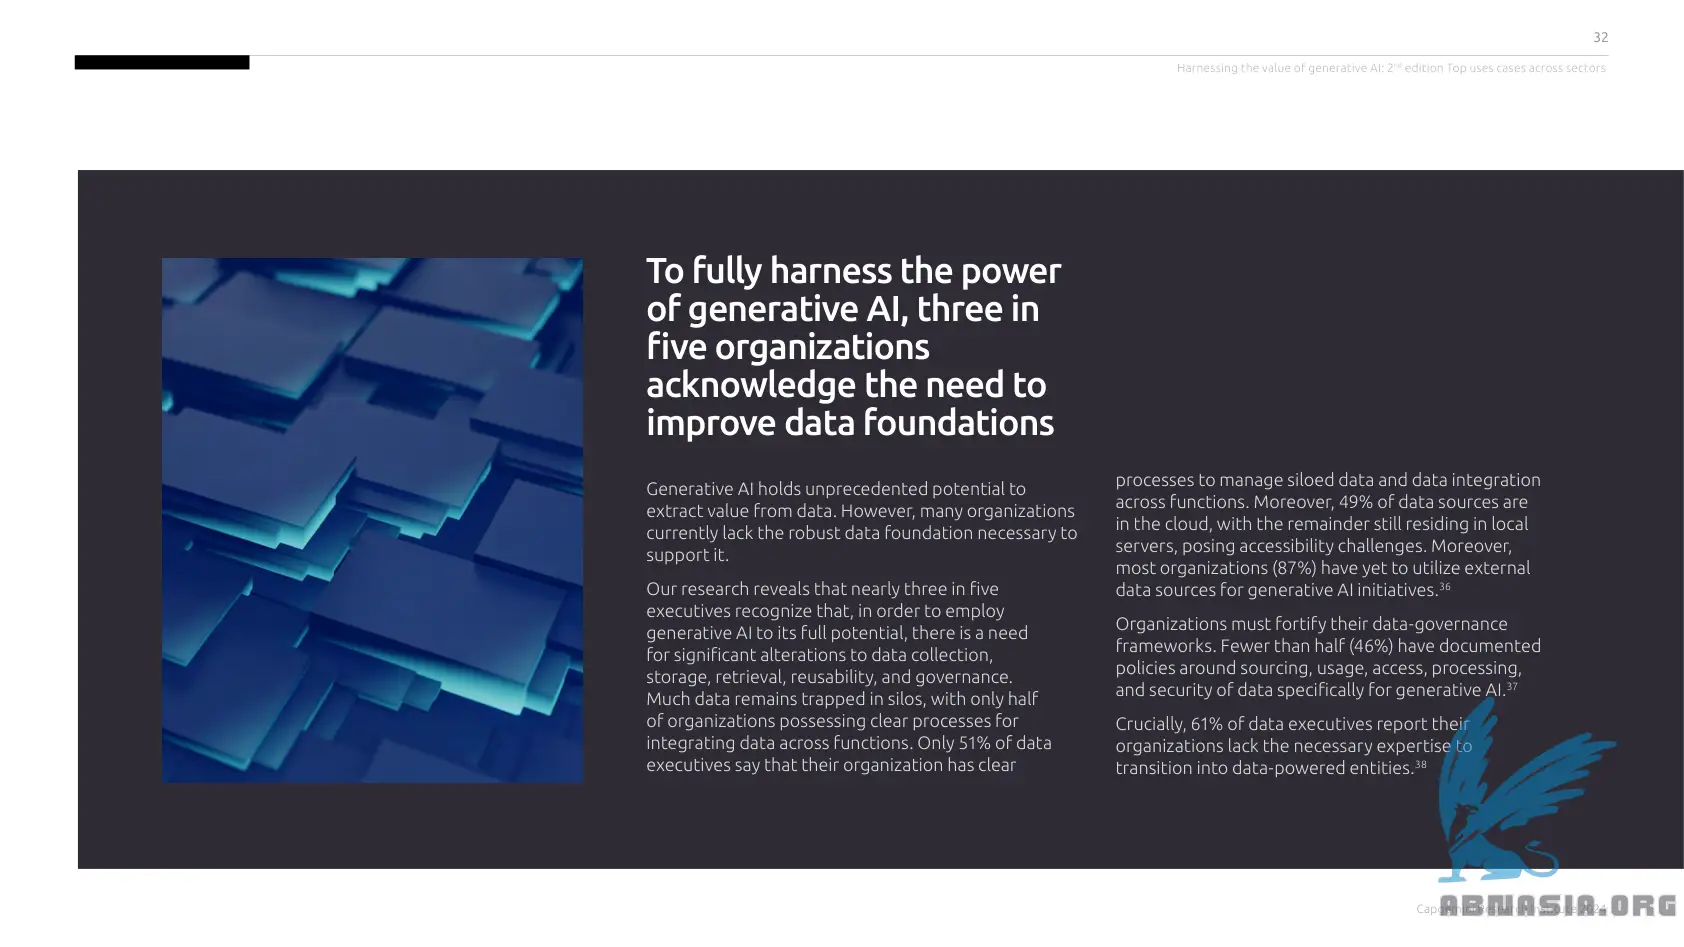 32
Harnessing the value of generative AI: 2nd edition Top uses cases across sectors
To fully harness the power
of generative AI, three in
five organizations
acknowledge the need to
improve data foundations
Generative AI holds unprecedented potential to
extract value from data. However, many organizations
currently lack the robust data foundation necessary to
support it.
Our research reveals that nearly three in five
executives recognize that, in order to employ
generative AI to its full potential, there is a need
for significant alterations to data collection,
storage, retrieval, reusability, and governance.
Much data remains trapped in silos, with only half
of organizations possessing clear processes for
integrating data across functions. Only 51% of data
executives say that their organization has clear
processes to manage siloed data and data integration
across functions. Moreover, 49% of data sources are
in the cloud, with the remainder still residing in local
servers, posing accessibility challenges. Moreover,
most organizations (87%) have yet to utilize external
data sources for generative AI initiatives.36
Organizations must fortify their data-governance
frameworks. Fewer than half (46%) have documented
policies around sourcing, usage, access, processing,
and security of data specifically for generative AI.37
Crucially, 61% of data executives report their
organizations lack the necessary expertise to
transition into data-powered entities.38
ABMASIA.ORG